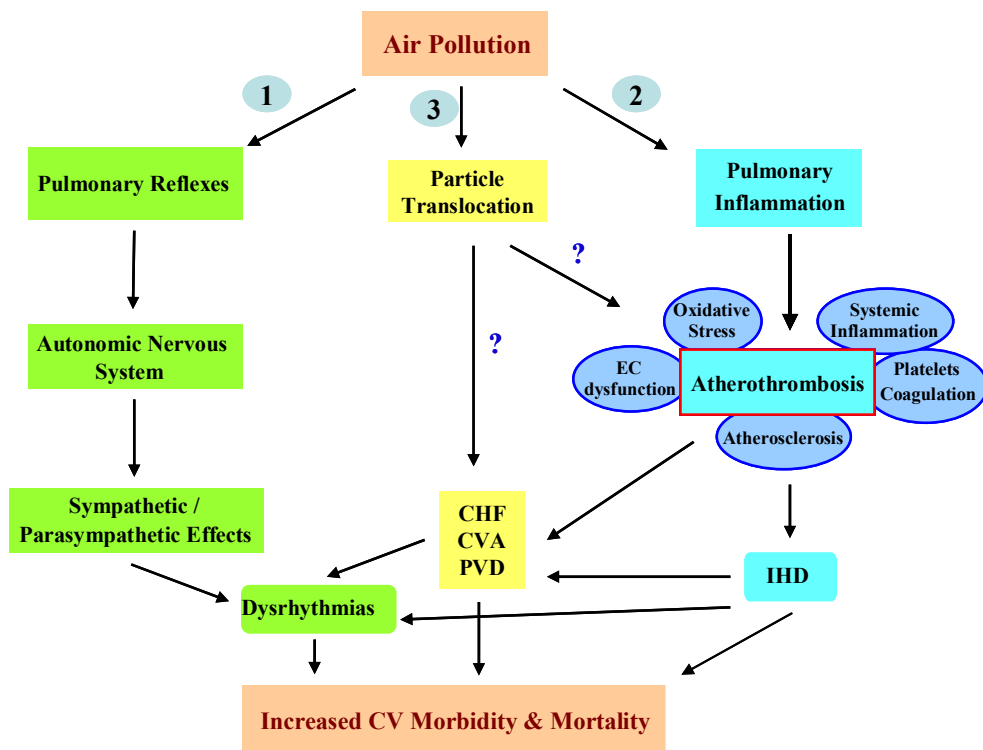 Air Pollution
1
3
2
Pulmonary Reflexes
Particle
Translocation
Pulmonary
Inflammation
?
?
Oxidative
Stress
Systemic
Inflammation
Autonomic Nervous
System
EC
dysfunction
Atherothrombosis
Platelets
Coagulation
Atherosclerosis
Sympathetic /
Parasympathetic Effects
CHF
CVA
PVD
IHD
Dysrhythmias
Increased CV Morbidity & Mortality